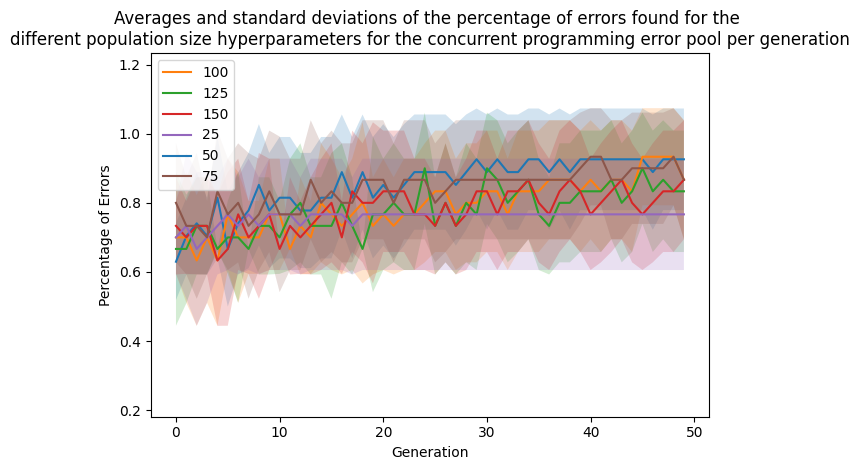 Averages and standard deviations of the percentage of errors found for the
different population size hyperparameters for the concurrent programming error pool per generation
1.2
1.0
0.8
0.6
0.4
0.2
Percentage of Errors
100
125
150
25
50
75
0 10 20 30 40 50
Generation